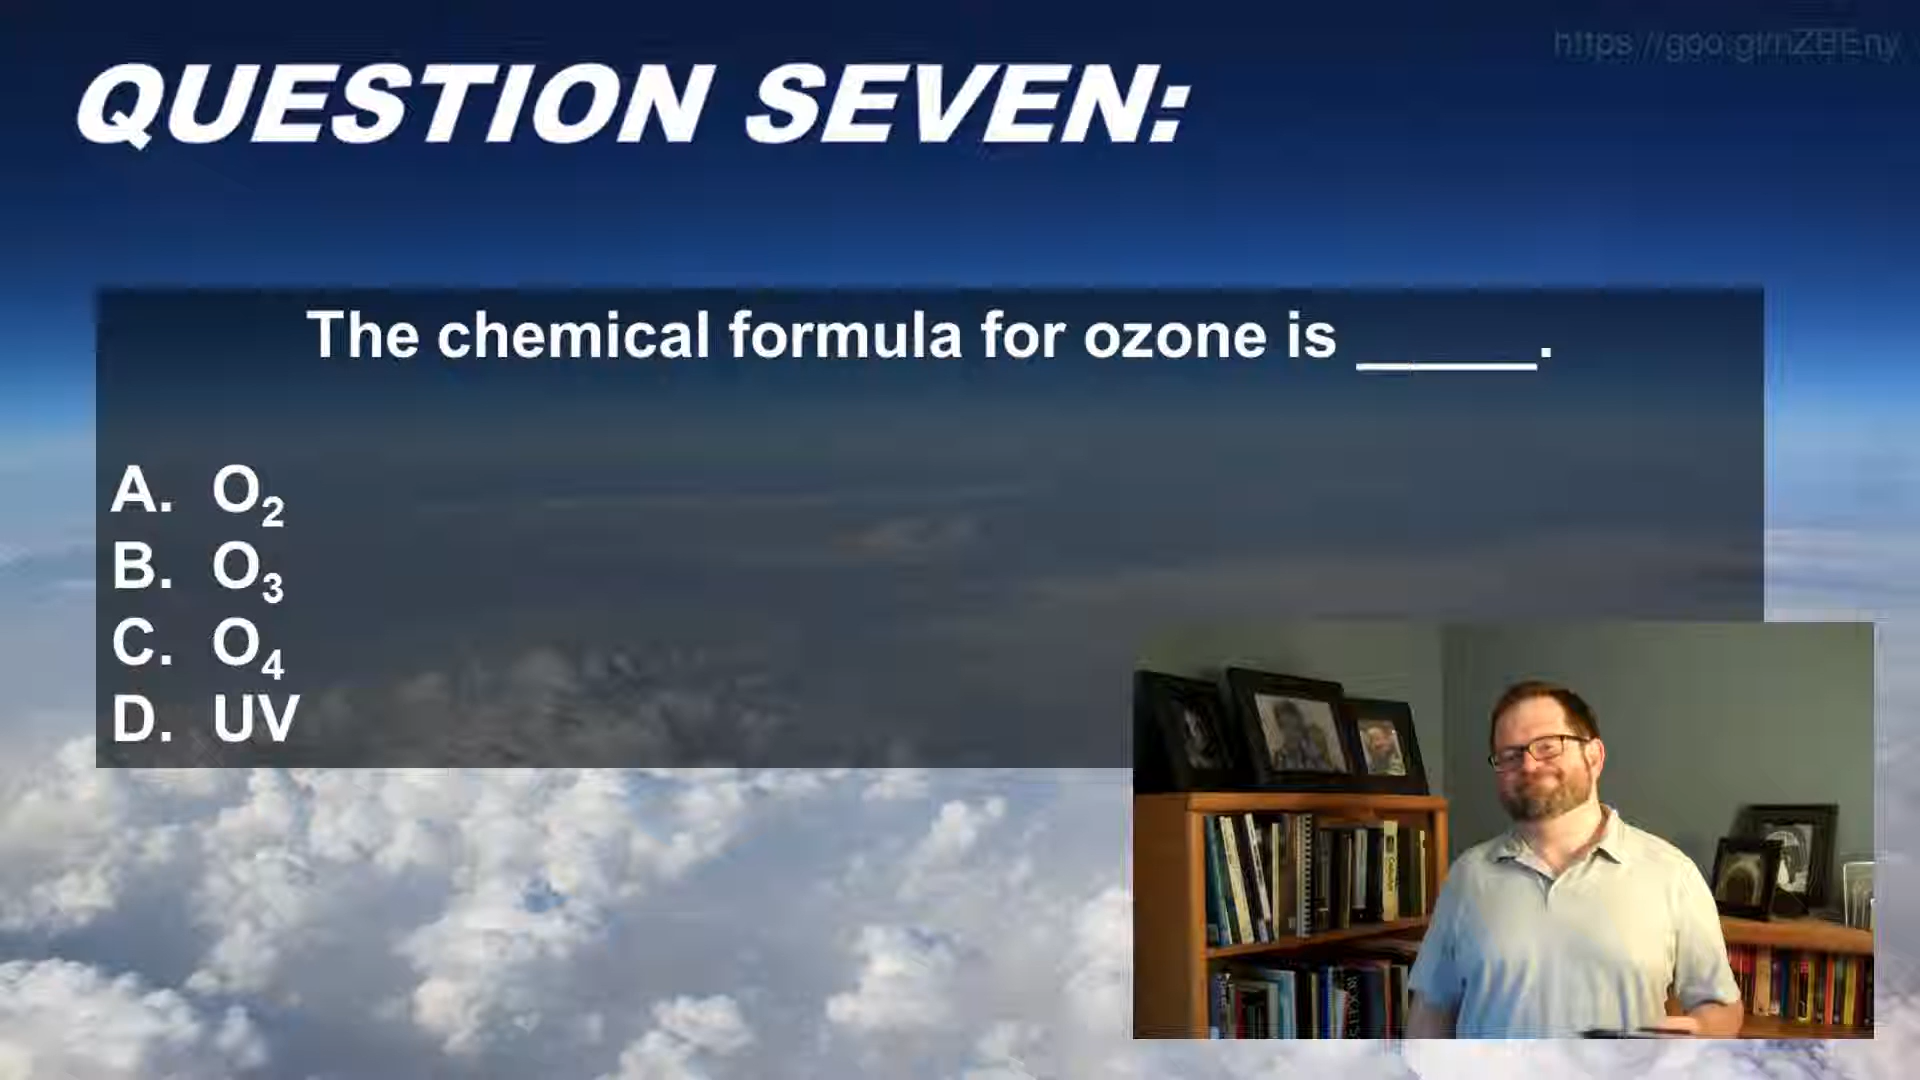 QUESTION SEVEN:
The chemical formula for ozone is _____.
A. O₂
B. O₃
C. O₄
D. UV